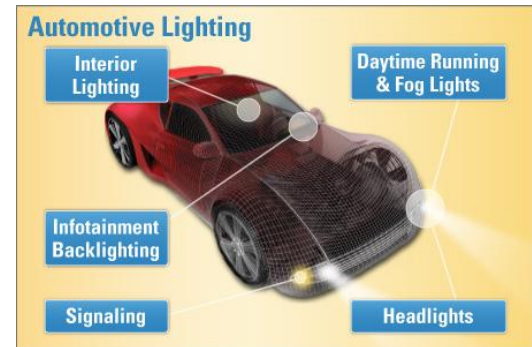 Automotive Lighting
Interior
Lighting
Daytime Running
& Fog Lights
Infotainment
Backlighting
Signaling
Headlights